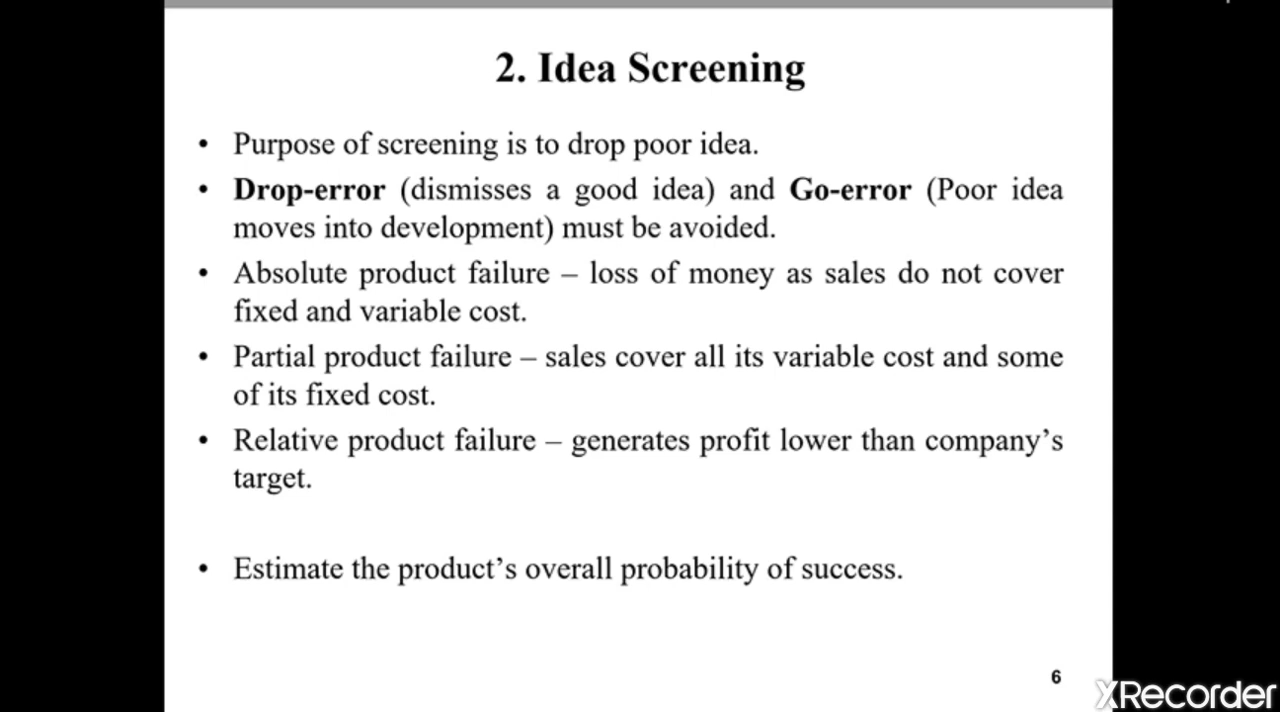 2. Idea Screening
• Purpose of screening is to drop poor idea.
• Drop-error (dismisses a good idea) and Go-error (Poor idea
moves into development) must be avoided.
• Absolute product failure – loss of money as sales do not cover
fixed and variable cost.
• Partial product failure – sales cover all its variable cost and some
of its fixed cost.
• Relative product failure – generates profit lower than company’s
target.
• Estimate the product’s overall probability of success.
6
XRecorder